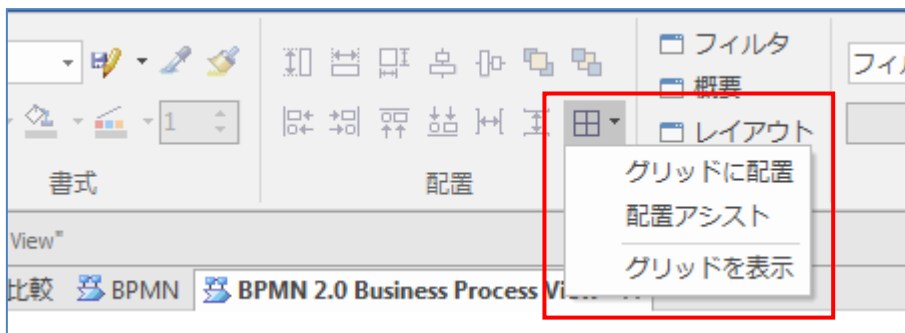 フィルタ
フィル
概要
1
レイアウト
書式
配置
グリッドに配置
配置アシスト
グリッドを表示
View"
比較
BPMN
BPMN 2.0 Business Process Vi